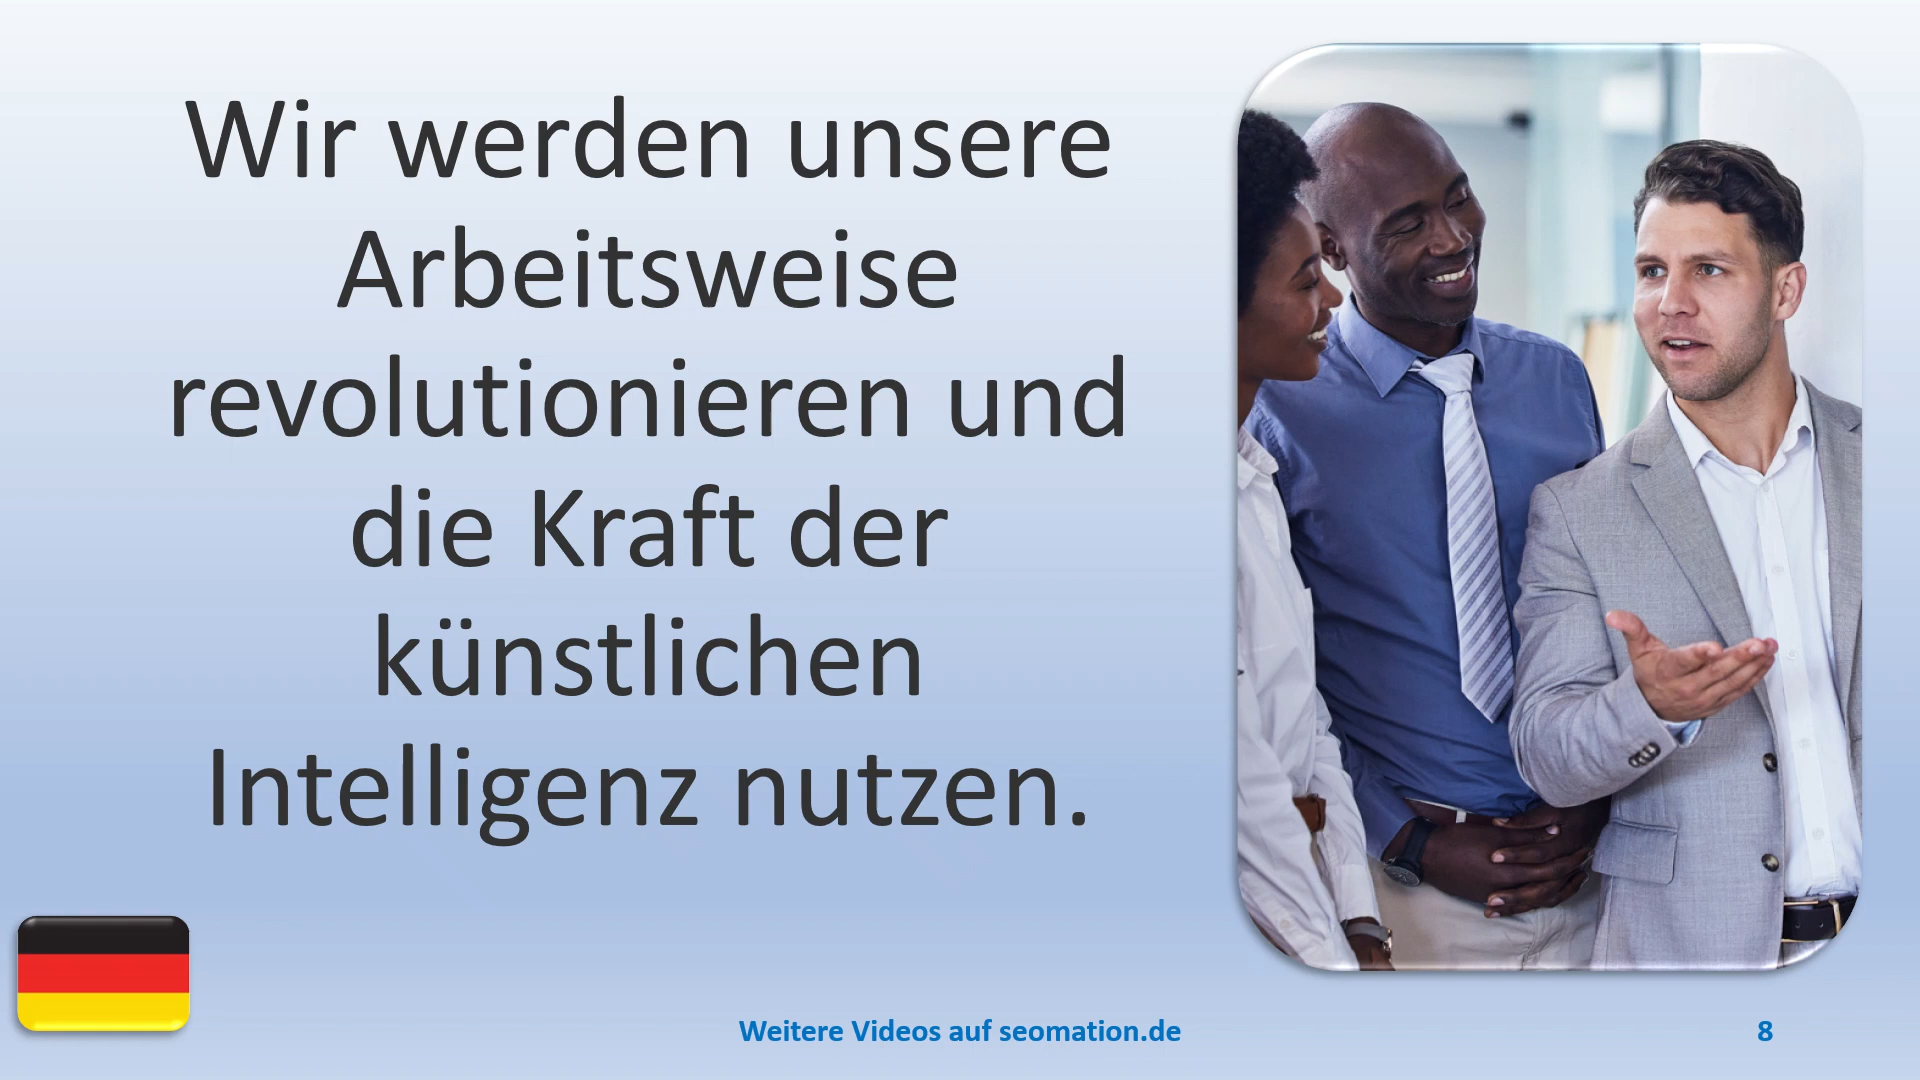 Wir werden unsere
Arbeitsweise
revolutionieren und
die Kraft der
künstlichen
Intelligenz nutzen.
Weitere Videos auf seomation.de
8